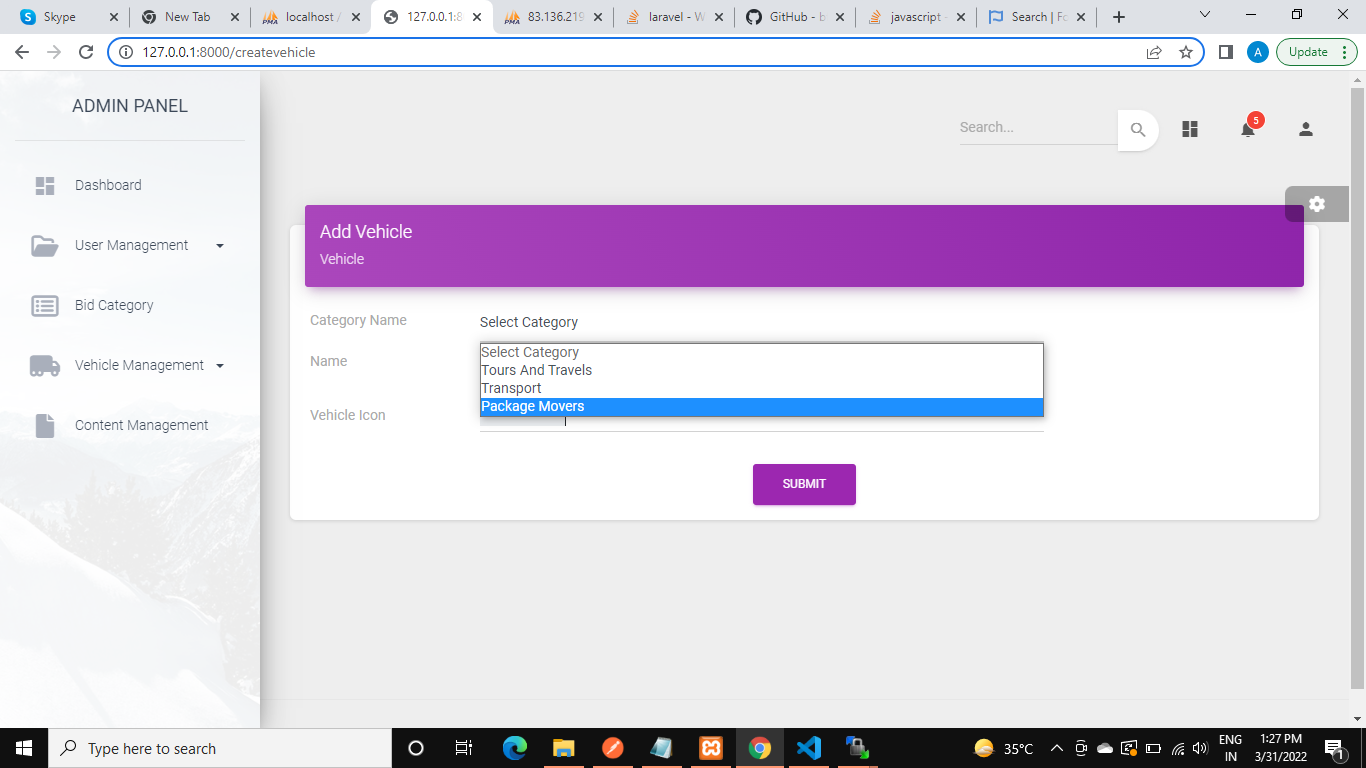 Skype
New Tab
localhost /
127.0.0.1:8
83.136.219
laravel - W
GitHub - b
javascript -
Search | Fo
127.0.0.1:8000/createvehicle
A
Update
ADMIN PANEL
Search...
5
Dashboard
User Management
Bid Category
Vehicle Management
Content Management
Add Vehicle
Vehicle
Category Name
Select Category
Name
Select Category
Tours And Travels
Transport
Package Movers
Vehicle Icon
SUBMIT
Type here to search
35°C
ENG
IN
1:27 PM
3/31/2022
1